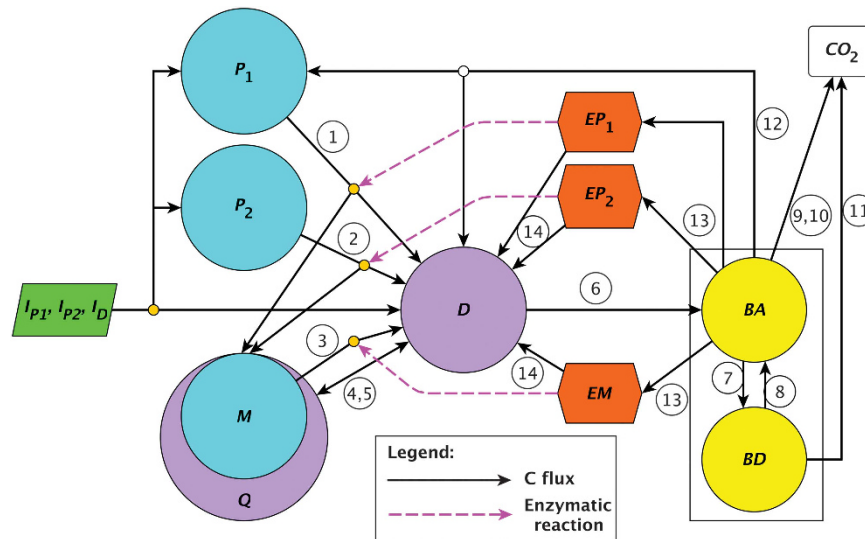 P1
CO2
1
EP1
12
P2
EP2
2
13
9,10
11
14
IP1, IP2, ID
D
6
BA
3
4,5
14
EM
13
7
8
M
Q
BD
Legend:
C flux
Enzymatic
reaction